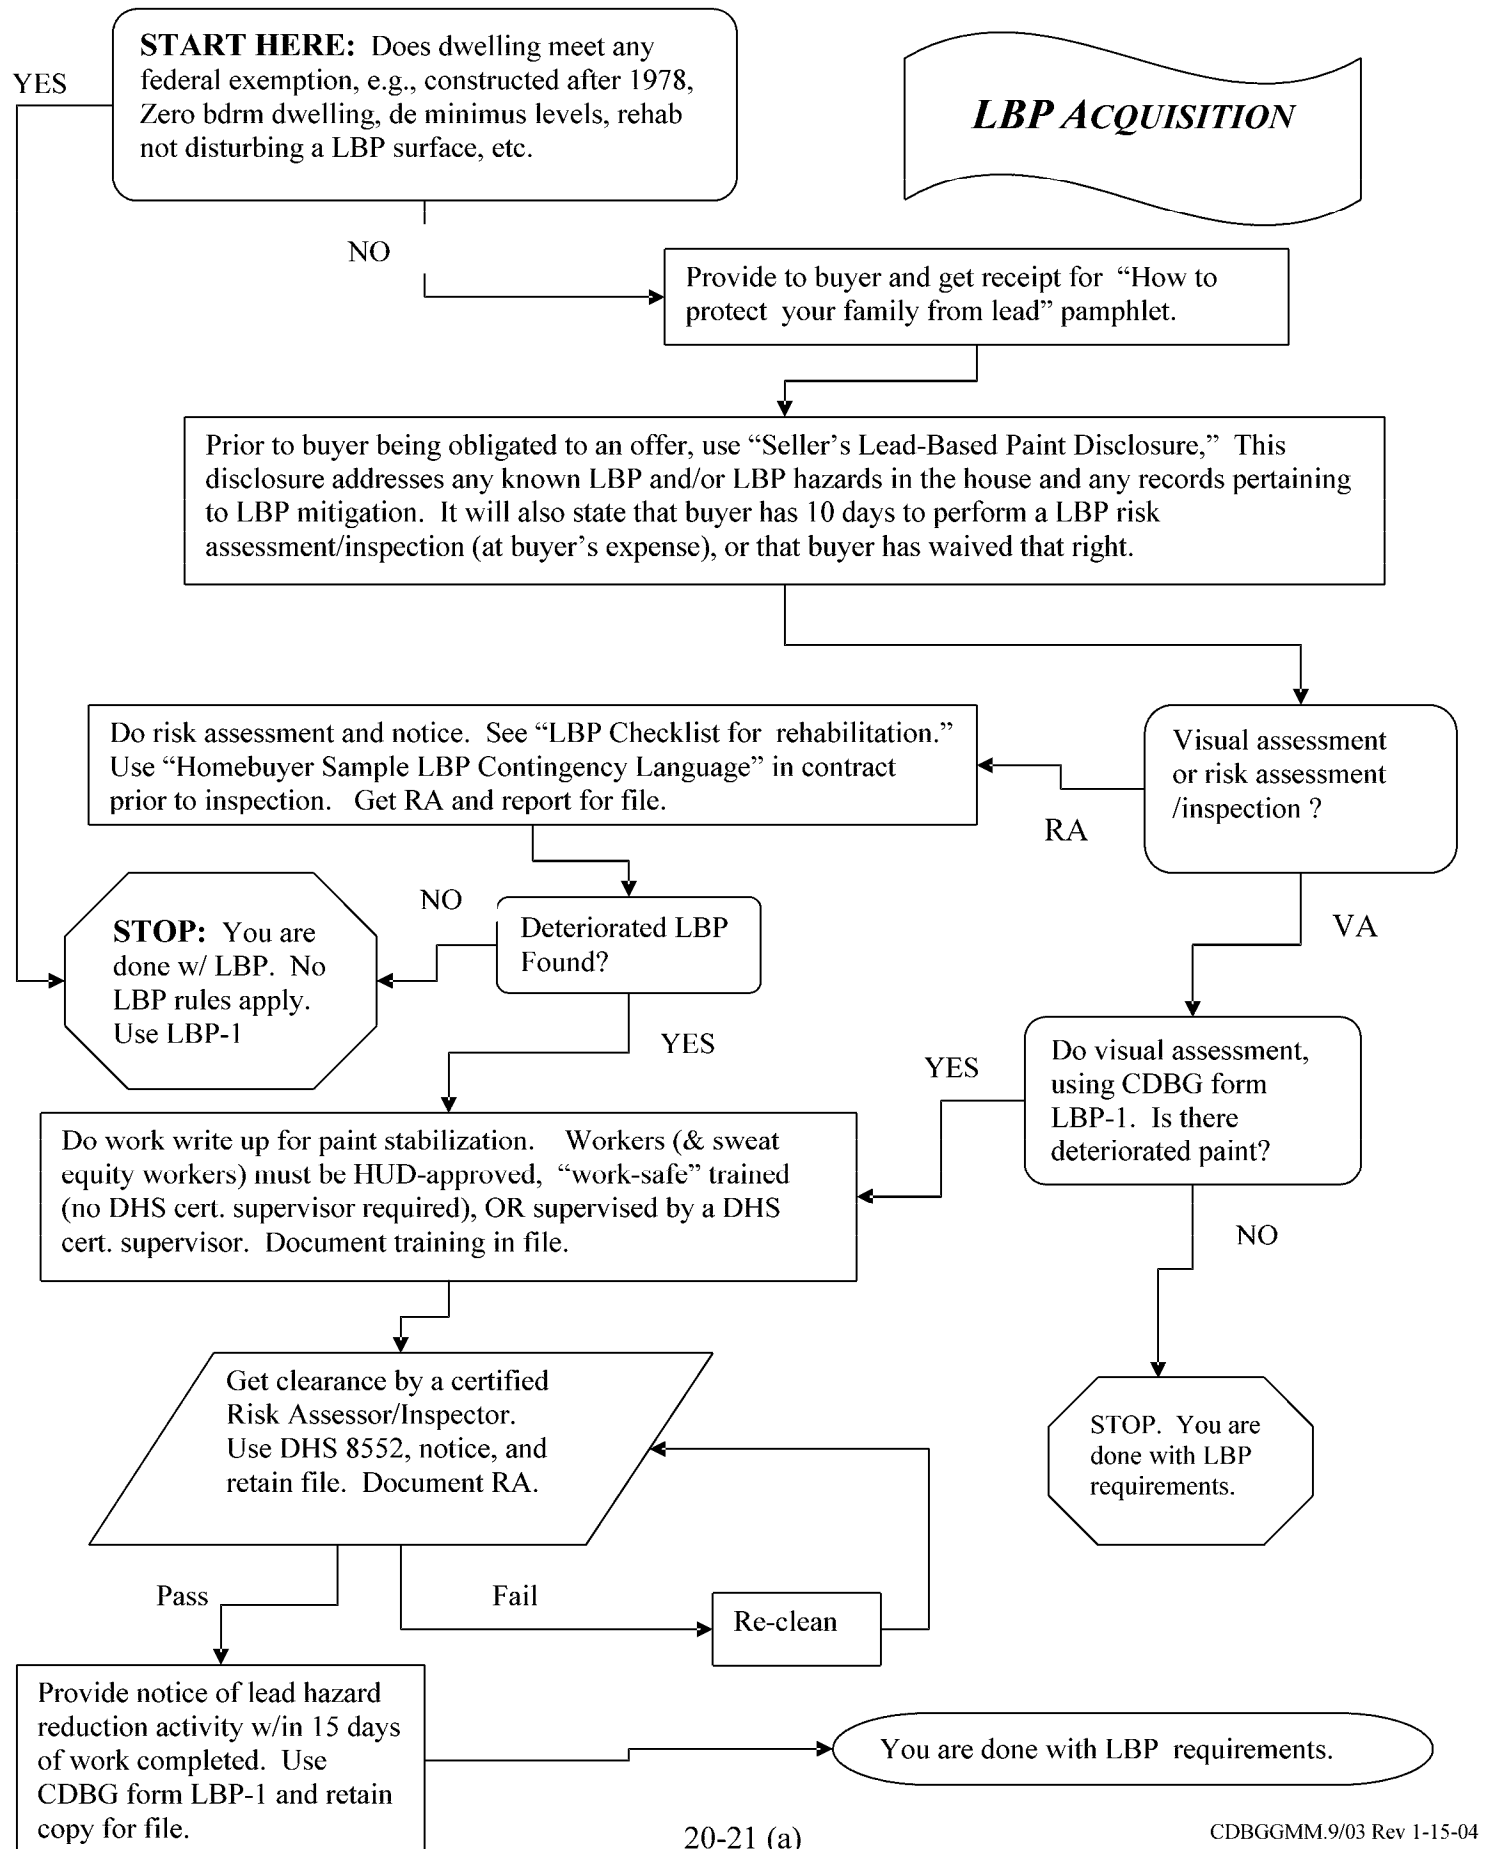 START HERE: Does dwelling meet any
federal exemption, e.g., constructed after 1978,
Zero bdrm dwelling, de minimus levels, rehab
not disturbing a LBP surface, etc.
YES
LBP ACQUISITION
NO
Provide to buyer and get receipt for “How to
protect your family from lead” pamphlet.
Prior to buyer being obligated to an offer, use “Seller’s Lead-Based Paint Disclosure,” This
disclosure addresses any known LBP and/or LBP hazards in the house and any records pertaining
to LBP mitigation. It will also state that buyer has 10 days to perform a LBP risk
assessment/inspection (at buyer’s expense), or that buyer has waived that right.
Do risk assessment and notice. See “LBP Checklist for rehabilitation.”
Use “Homebuyer Sample LBP Contingency Language” in contract
prior to inspection. Get RA and report for file.
Visual assessment
or risk assessment
/inspection ?
RA
VA
NO
Deteriorated LBP
Found?
STOP: You are
done w/ LBP. No
LBP rules apply.
Use LBP-1
YES
YES
Do visual assessment,
using CDBG form
LBP-1. Is there
deteriorated paint?
Do work write up for paint stabilization. Workers (& sweat
equity workers) must be HUD-approved, “work-safe” trained
(no DHS cert. supervisor required), OR supervised by a DHS
cert. supervisor. Document training in file.
NO
Get clearance by a certified
Risk Assessor/Inspector.
Use DHS 8552, notice, and
retain file. Document RA.
STOP. You are
done with LBP
requirements.
Pass
Fail
Re-clean
Provide notice of lead hazard
reduction activity w/in 15 days
of work completed. Use
CDBG form LBP-1 and retain
copy for file.
You are done with LBP requirements.
20-21 (a)
CDBGGMM.9/03 Rev 1-15-04